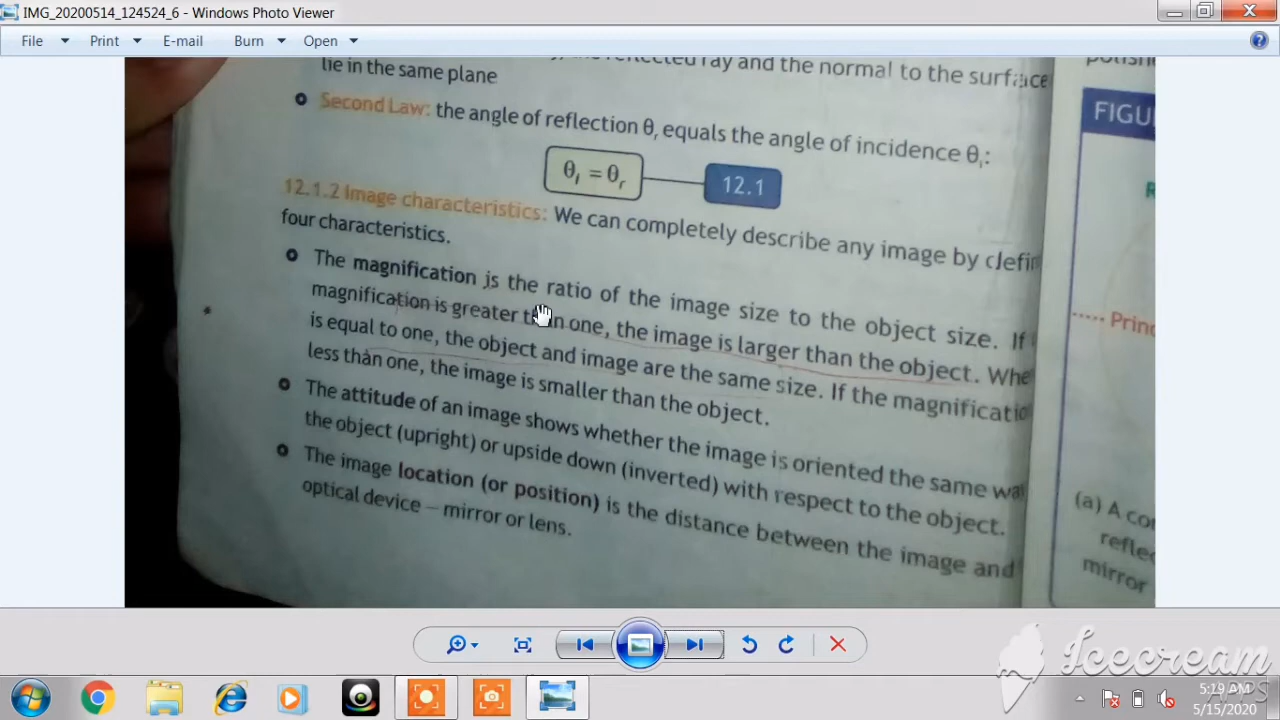 IMG_20200514_124524_6 - Windows Photo Viewer
File Print E-mail Burn Open
reflected ray and the normal to the surface
lie in the same plane
Second Law: the angle of reflection θr equals the angle of incidence θi:
θi = θr 12.1
12.1.2 Image characteristics: We can completely describe any image by defin
four characteristics.
The magnification is the ratio of the image size to the object size. If
magnification is greater than one, the image is larger than the object. Whe
is equal to one, the object and image are the same size. If the magnificatio
less than one, the image is smaller than the object.
The attitude of an image shows whether the image is oriented the same wa
the object (upright) or upside down (inverted) with respect to the object.
The image location (or position) is the distance between the image and
optical device – mirror or lens.
FIGU
Princ
(a) A co
refle
mirror
Icecream
APPS
5:19 AM
5/15/2020